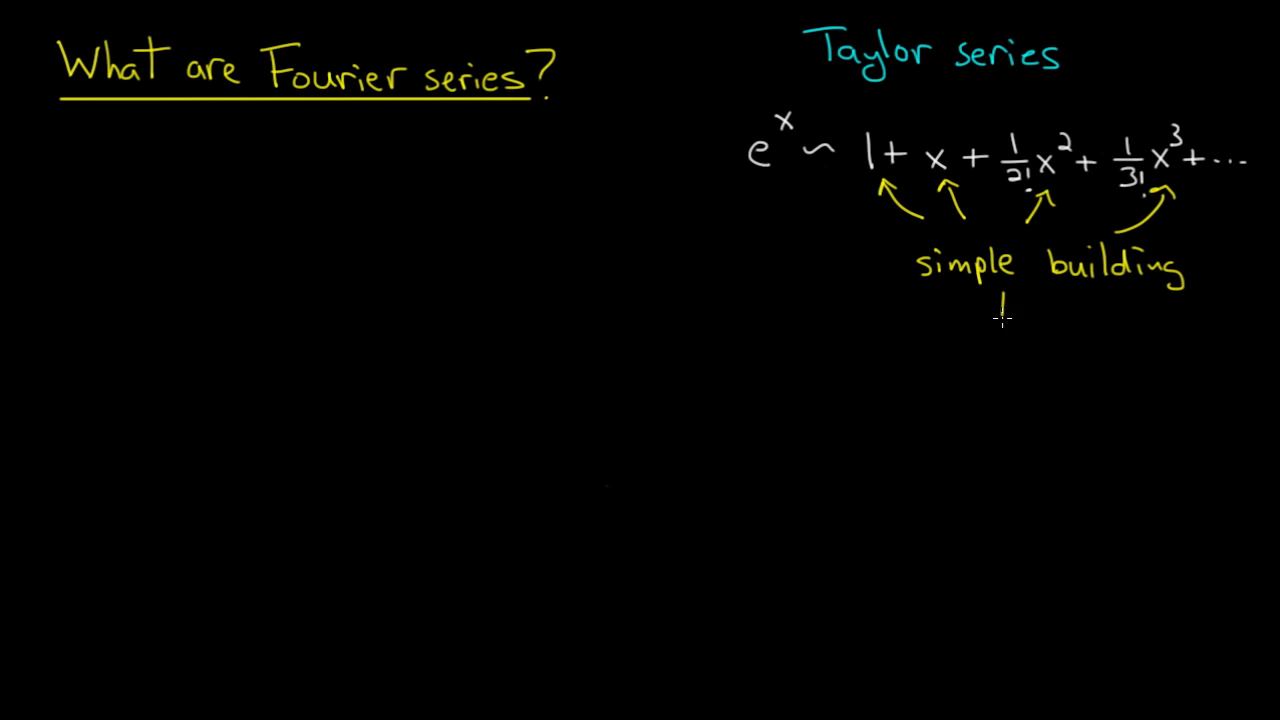 What are Fourier series?
Taylor series
e^x ~ 1 + x + 1/2! x^2 + 1/3! x^3 + ...
simple building